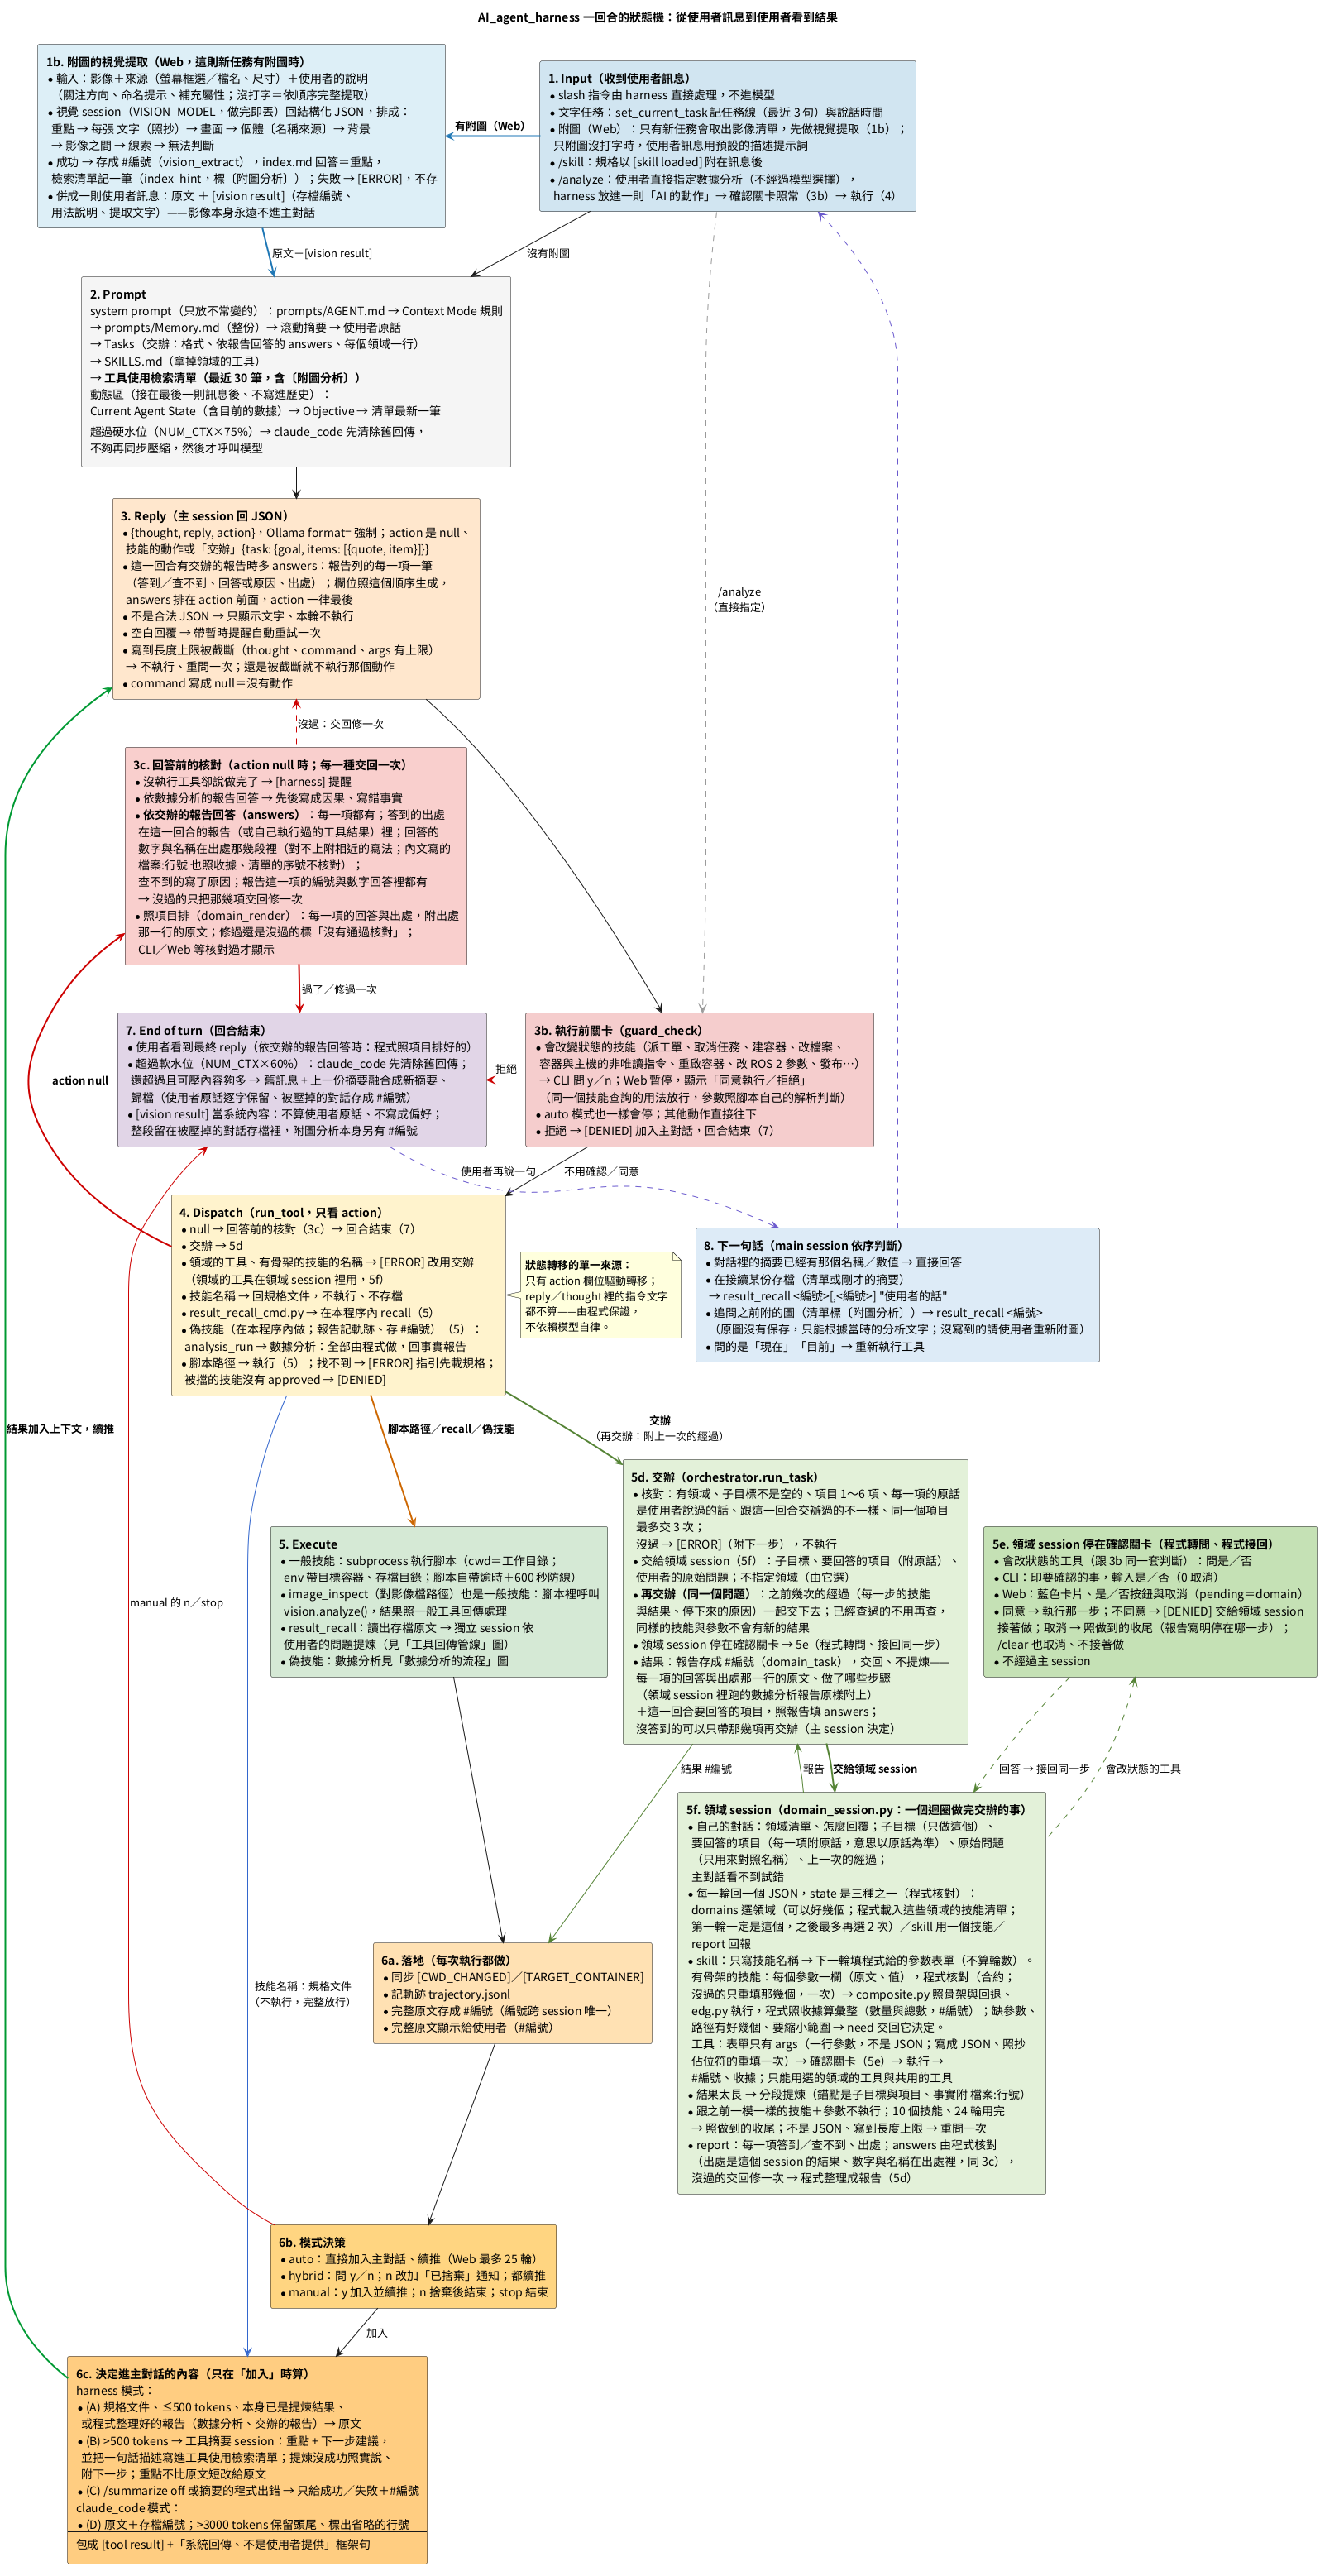 AI_agent_harness 一回合的狀態機：從使用者訊息到使用者看到結果
1b. 附圖的視覺提取（Web，這則新任務有附圖時）
• 輸入：影像＋來源（螢幕框選／檔名、尺寸）＋使用者的說明
（關注方向、命名提示、補充屬性；沒打字＝依順序完整提取）
• 視覺 session（VISION_MODEL，做完即丟）回結構化 JSON，排成：
重點 → 每張 文字（照抄）→ 畫面 → 個體〔名稱來源〕→ 背景
→ 影像之間 → 線索 → 無法判斷
• 成功 → 存成 #編號（vision_extract），index.md 回答＝重點，
檢索清單記一筆（index_hint，標〔附圖分析〕）；失敗 → [ERROR]，不存
• 併成一則使用者訊息：原文 ＋ [vision result]（存檔編號、
用法說明、提取文字）——影像本身永遠不進主對話
1. Input（收到使用者訊息）
• slash 指令由 harness 直接處理，不進模型
• 文字任務：set_current_task 記任務線（最近 3 句）與說話時間
• 附圖（Web）：只有新任務會取出影像清單，先做視覺提取（1b）；
只附圖沒打字時，使用者訊息用預設的描述提示詞
• /skill：規格以 [skill loaded] 附在訊息後
• /analyze：使用者直接指定數據分析（不經過模型選擇），
harness 放進一則「AI 的動作」→ 確認關卡照常（3b）→ 執行（4）
有附圖（Web）
原文＋[vision result]
沒有附圖
2. Prompt
system prompt（只放不常變的）：prompts/AGENT.md → Context Mode 規則
→ prompts/Memory.md（整份）→ 滾動摘要 → 使用者原話
→ Tasks（交辦：格式、依報告回答的 answers、每個領域一行）
→ SKILLS.md（拿掉領域的工具）
→ 工具使用檢索清單（最近 30 筆，含〔附圖分析〕）
動態區（接在最後一則訊息後、不寫進歷史）：
Current Agent State（含目前的數據）→ Objective → 清單最新一筆
超過硬水位（NUM_CTX×75%）→ claude_code 先清除舊回傳，
不夠再同步壓縮，然後才呼叫模型
/analyze
（直接指定）
3. Reply（主 session 回 JSON）
• {thought, reply, action}，Ollama format= 強制；action 是 null、
技能的動作或「交辦」{task: {goal, items: [{quote, item}]}}
• 這一回合有交辦的報告時多 answers：報告列的每一項一筆
（答到／查不到、回答或原因、出處）；欄位照這個順序生成，
answers 排在 action 前面，action 一律最後
• 不是合法 JSON → 只顯示文字、本輪不執行
• 空白回覆 → 帶暫時提醒自動重試一次
• 寫到長度上限被截斷（thought、command、args 有上限）
→ 不執行、重問一次；還是被截斷就不執行那個動作
• command 寫成 null＝沒有動作
沒過：交回修一次
3c. 回答前的核對（action null 時；每一種交回一次）
• 沒執行工具卻說做完了 → [harness] 提醒
• 依數據分析的報告回答 → 先後寫成因果、寫錯事實
• 依交辦的報告回答（answers）：每一項都有；答到的出處
在這一回合的報告（或自己執行過的工具結果）裡；回答的
數字與名稱在出處那幾段裡（對不上附相近的寫法；內文寫的
檔案:行號 也照收據、清單的序號不核對）；
查不到的寫了原因；報告這一項的編號與數字回答裡都有
→ 沒過的只把那幾項交回修一次
• 照項目排（domain_render）：每一項的回答與出處，附出處
那一行的原文；修過還是沒過的標「沒有通過核對」；
CLI／Web 等核對過才顯示
過了／修過一次
action null
7. End of turn（回合結束）
• 使用者看到最終 reply（依交辦的報告回答時：程式照項目排好的）
• 超過軟水位（NUM_CTX×60%）：claude_code 先清除舊回傳；
還超過且可壓內容夠多 → 舊訊息 + 上一份摘要融合成新摘要、
歸檔（使用者原話逐字保留、被壓掉的對話存成 #編號）
• [vision result] 當系統內容：不算使用者原話、不寫成偏好；
整段留在被壓掉的對話存檔裡，附圖分析本身另有 #編號
拒絕
3b. 執行前關卡（guard_check）
• 會改變狀態的技能（派工單、取消任務、建容器、改檔案、
容器與主機的非唯讀指令、重啟容器、改 ROS 2 參數、發布…）
→ CLI 問 y／n；Web 暫停，顯示「同意執行／拒絕」
（同一個技能查詢的用法放行，參數照腳本自己的解析判斷）
• auto 模式也一樣會停；其他動作直接往下
• 拒絕 → [DENIED] 加入主對話，回合結束（7）
使用者再說一句
不用確認／同意
4. Dispatch（run_tool，只看 action）
• null → 回答前的核對（3c）→ 回合結束（7）
• 交辦 → 5d
• 領域的工具、有骨架的技能的名稱 → [ERROR] 改用交辦
（領域的工具在領域 session 裡用，5f）
• 技能名稱 → 回規格文件，不執行、不存檔
• result_recall_cmd.py → 在本程序內 recall（5）
• 偽技能（在本程序內做；報告記軌跡、存 #編號）（5）：
analysis_run → 數據分析：全部由程式做，回事實報告
• 腳本路徑 → 執行（5）；找不到 → [ERROR] 指引先載規格；
被擋的技能沒有 approved → [DENIED]
狀態轉移的單一來源：
只有 action 欄位驅動轉移；
reply／thought 裡的指令文字
都不算——由程式保證，
不依賴模型自律。
8. 下一句話（main session 依序判斷）
• 對話裡的摘要已經有那個名稱／數值 → 直接回答
• 在接續某份存檔（清單或剛才的摘要）
→ result_recall <編號>[,<編號>] "使用者的話"
• 追問之前附的圖（清單標〔附圖分析〕）→ result_recall <編號>
（原圖沒有保存，只能根據當時的分析文字；沒寫到的請使用者重新附圖）
• 問的是「現在」「目前」→ 重新執行工具
結果加入上下文，續推
腳本路徑／recall／偽技能
交辦
（再交辦：附上一次的經過）
manual 的 n／stop
5. Execute
• 一般技能：subprocess 執行腳本（cwd＝工作目錄；
env 帶目標容器、存檔目錄；腳本自帶逾時＋600 秒防線）
• image_inspect（對影像檔路徑）也是一般技能：腳本裡呼叫
vision.analyze()，結果照一般工具回傳處理
• result_recall：讀出存檔原文 → 獨立 session 依
使用者的問題提煉（見「工具回傳管線」圖）
• 偽技能：數據分析見「數據分析的流程」圖
5d. 交辦（orchestrator.run_task）
• 核對：有領域、子目標不是空的、項目 1～6 項、每一項的原話
是使用者說過的話、跟這一回合交辦過的不一樣、同一個項目
最多交 3 次；
沒過 → [ERROR]（附下一步），不執行
• 交給領域 session（5f）：子目標、要回答的項目（附原話）、
使用者的原始問題；不指定領域（由它選）
• 再交辦（同一個問題）：之前幾次的經過（每一步的技能
與結果、停下來的原因）一起交下去；已經查過的不用再查，
同樣的技能與參數不會有新的結果
• 領域 session 停在確認關卡 → 5e（程式轉問、接回同一步）
• 結果：報告存成 #編號（domain_task），交回、不提煉——
每一項的回答與出處那一行的原文、做了哪些步驟
（領域 session 裡跑的數據分析報告原樣附上）
＋這一回合要回答的項目，照報告填 answers；
沒答到的可以只帶那幾項再交辦（主 session 決定）
5e. 領域 session 停在確認關卡（程式轉問、程式接回）
• 會改狀態的工具（跟 3b 同一套判斷）：問是／否
• CLI：印要確認的事，輸入是／否（0 取消）
• Web：藍色卡片、是／否按鈕與取消（pending＝domain）
• 同意 → 執行那一步；不同意 → [DENIED] 交給領域 session
接著做；取消 → 照做到的收尾（報告寫明停在哪一步）；
/clear 也取消、不接著做
• 不經過主 session
結果 #編號
報告
交給領域 session
回答 → 接回同一步
會改狀態的工具
5f. 領域 session（domain_session.py：一個迴圈做完交辦的事）
• 自己的對話：領域清單、怎麼回覆；子目標（只做這個）、
要回答的項目（每一項附原話，意思以原話為準）、原始問題
（只用來對照名稱）、上一次的經過；
主對話看不到試錯
• 每一輪回一個 JSON，state 是三種之一（程式核對）：
domains 選領域（可以好幾個；程式載入這些領域的技能清單；
第一輪一定是這個，之後最多再選 2 次）／skill 用一個技能／
report 回報
• skill：只寫技能名稱 → 下一輪填程式給的參數表單（不算輪數）。
有骨架的技能：每個參數一欄（原文、值），程式核對（合約；
沒過的只重填那幾個，一次）→ composite.py 照骨架與回退、
edg.py 執行，程式照收據算彙整（數量與總數，#編號）；缺參數、
路徑有好幾個、要縮小範圍 → need 交回它決定。
工具：表單只有 args（一行參數，不是 JSON；寫成 JSON、照抄
佔位符的重填一次）→ 確認關卡（5e）→ 執行 →
#編號、收據；只能用選的領域的工具與共用的工具
• 結果太長 → 分段提煉（錨點是子目標與項目、事實附 檔案:行號）
• 跟之前一模一樣的技能＋參數不執行；10 個技能、24 輪用完
→ 照做到的收尾；不是 JSON、寫到長度上限 → 重問一次
• report：每一項答到／查不到、出處；answers 由程式核對
（出處是這個 session 的結果、數字與名稱在出處裡，同 3c），
沒過的交回修一次 → 程式整理成報告（5d）
技能名稱：規格文件
（不執行，完整放行）
6a. 落地（每次執行都做）
• 同步 [CWD_CHANGED]／[TARGET_CONTAINER]
• 記軌跡 trajectory.jsonl
• 完整原文存成 #編號（編號跨 session 唯一）
• 完整原文顯示給使用者（#編號）
6b. 模式決策
• auto：直接加入主對話、續推（Web 最多 25 輪）
• hybrid：問 y／n；n 改加「已捨棄」通知；都續推
• manual：y 加入並續推；n 捨棄後結束；stop 結束
加入
6c. 決定進主對話的內容（只在「加入」時算）
harness 模式：
• (A) 規格文件、≤500 tokens、本身已是提煉結果、
或程式整理好的報告（數據分析、交辦的報告）→ 原文
• (B) >500 tokens → 工具摘要 session：重點 + 下一步建議，
並把一句話描述寫進工具使用檢索清單；提煉沒成功照實說、
附下一步；重點不比原文短改給原文
• (C) /summarize off 或摘要的程式出錯 → 只給成功／失敗＋#編號
claude_code 模式：
• (D) 原文＋存檔編號；>3000 tokens 保留頭尾、標出省略的行號
包成 [tool result] +「系統回傳、不是使用者提供」框架句